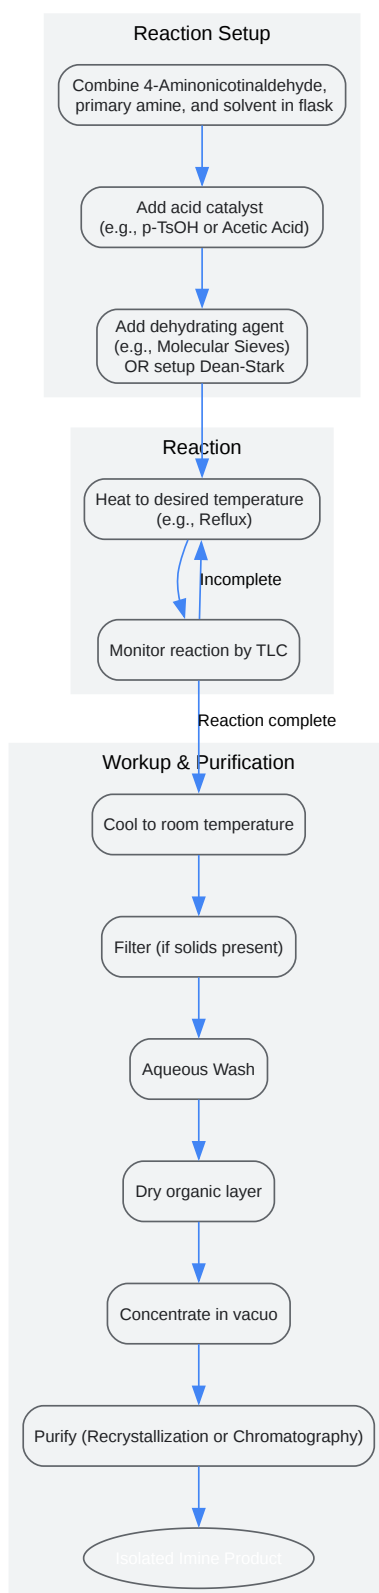 Reaction Setup
Combine 4-Aminonicotinaldehyde,
primary amine, and solvent in flask
Add acid catalyst
(e.g., p-TsOH or Acetic Acid)
Add dehydrating agent
(e.g., Molecular Sieves)
OR setup Dean-Stark
Reaction
Heat to desired temperature
(e.g., Reflux)
Incomplete
Monitor reaction by TLC
Reaction complete
Workup & Purification
Cool to room temperature
Filter (if solids present)
Aqueous Wash
Dry organic layer
Concentrate in vacuo
Purify (Recrystallization or Chromatography)
Isolated Imine Product